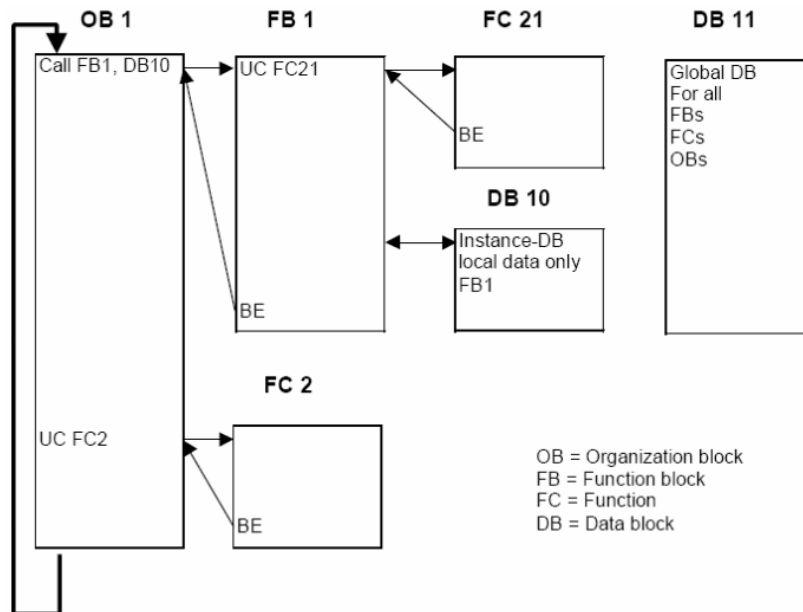 OB 1
FB 1
FC 21
DB 11
Call FB1, DB10
UC FC21
BE
Global DB
For all
FBs
FCs
OBs
DB 10
Instance-DB
local data only
FB1
BE
FC 2
UC FC2
BE
OB = Organization block
FB = Function block
FC = Function
DB = Data block